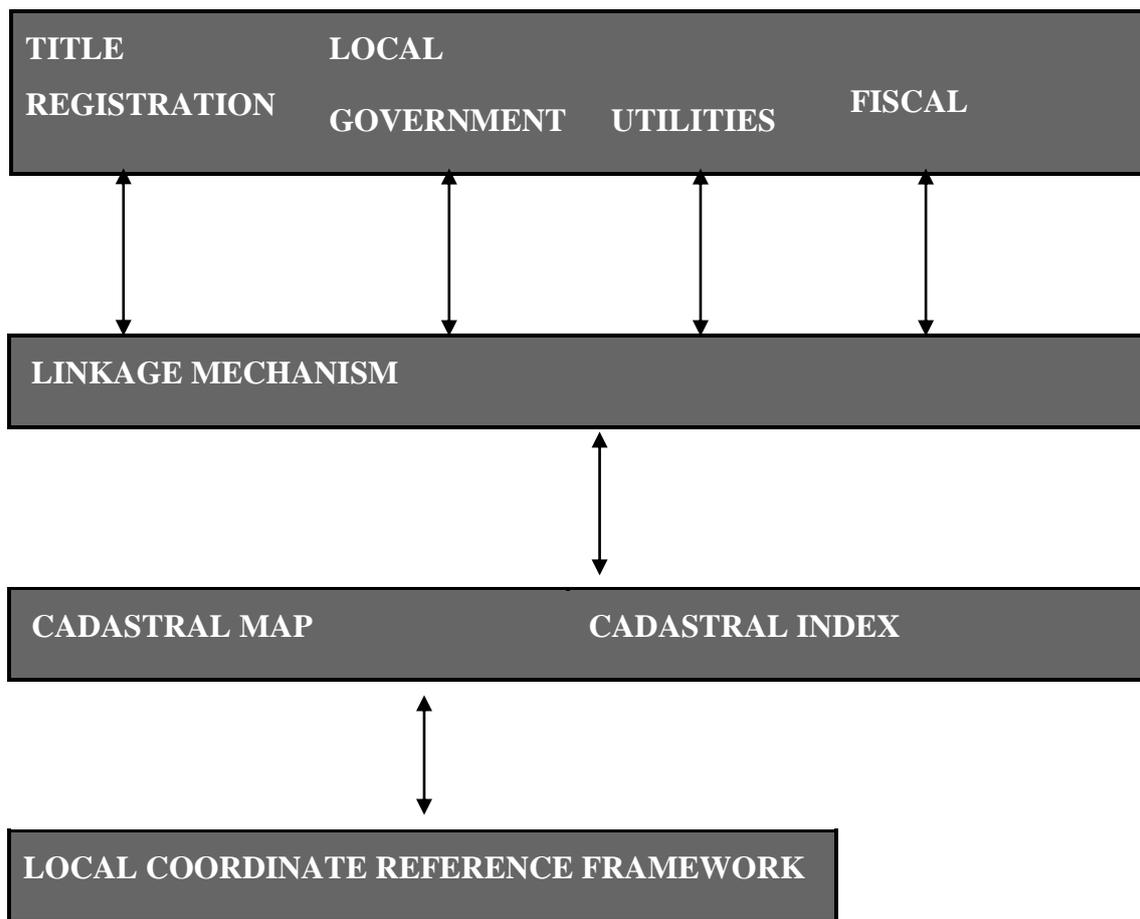 TITLE
REGISTRATION
LOCAL
GOVERNMENT
UTILITIES
FISCAL
LINKAGE MECHANISM
CADASTRAL MAP
CADASTRAL INDEX
LOCAL COORDINATE REFERENCE FRAMEWORK